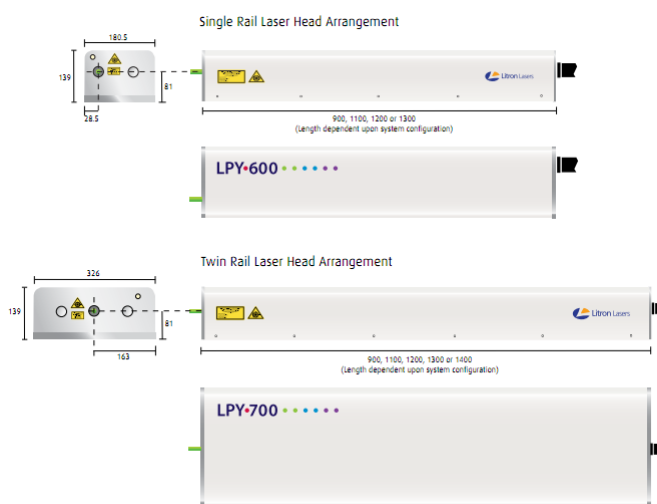 Single Rail Laser Head Arrangement
180.5
139
81
28.5
Litron Lasers
900, 1100, 1200 or 1300
(Length dependent upon system configuration)
LPY•600
Twin Rail Laser Head Arrangement
326
139
81
163
Litron Lasers
900, 1100, 1200, 1300 or 1400
(Length dependent upon system configuration)
LPY•700